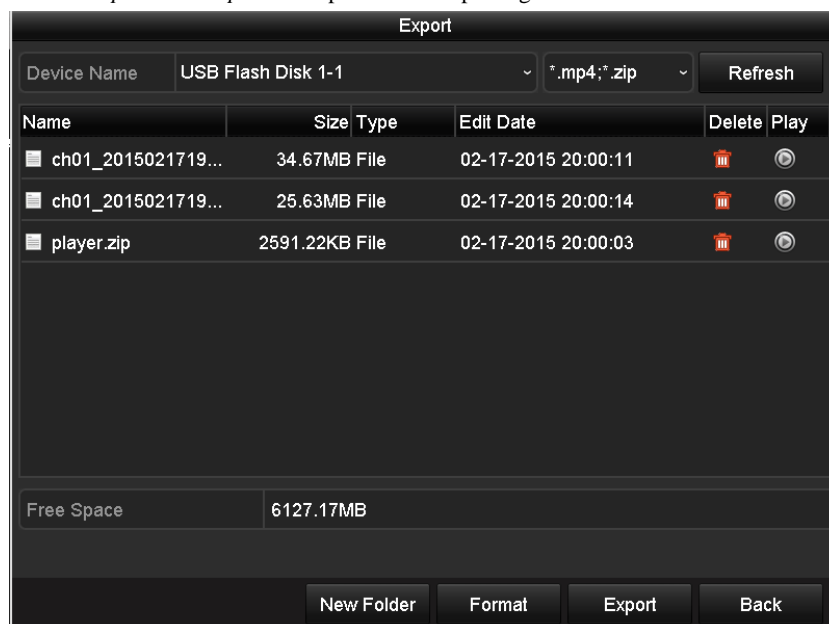 Export
Device Name USB Flash Disk 1-1 *.mp4;*.zip Refresh
Name Size Type Edit Date Delete Play
ch01_2015021719... 34.67MB File 02-17-2015 20:00:11
ch01_2015021719... 25.63MB File 02-17-2015 20:00:14
player.zip 2591.22KB File 02-17-2015 20:00:03
Free Space 6127.17MB
New Folder Format Export Back